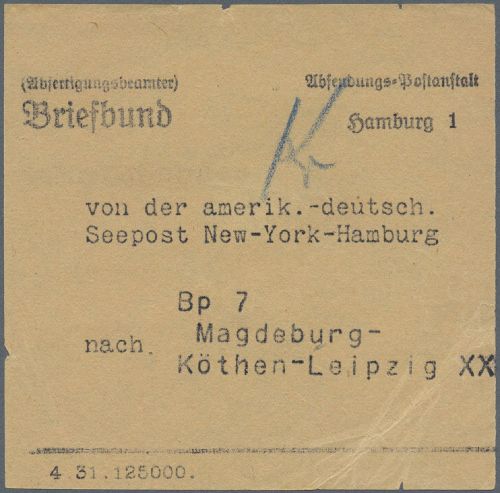 (Abfertigungsbeamter)
Briefbund
Absendungs-Postanstalt
Hamburg 1
von der amerik.-deutsch.
Seepost New-York-Hamburg
Bp 7
nach Magdeburg-
Köthen-Leipzig XX
4.31.125000.